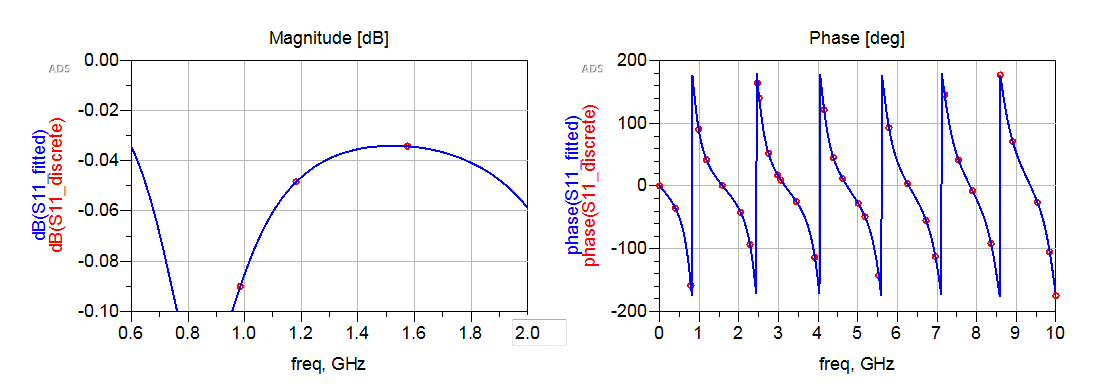 Magnitude [dB]
ADS
dB(S11_fitted)
dB(S11_discrete)
0.00
-0.02
-0.04
-0.06
-0.08
-0.10
0.6 0.8 1.0 1.2 1.4 1.6 1.8 2.0
freq, GHz
Phase [deg]
ADS
phase(S11_fitted)
phase(S11_discrete)
200
100
0
-100
-200
0 1 2 3 4 5 6 7 8 9 10
freq, GHz